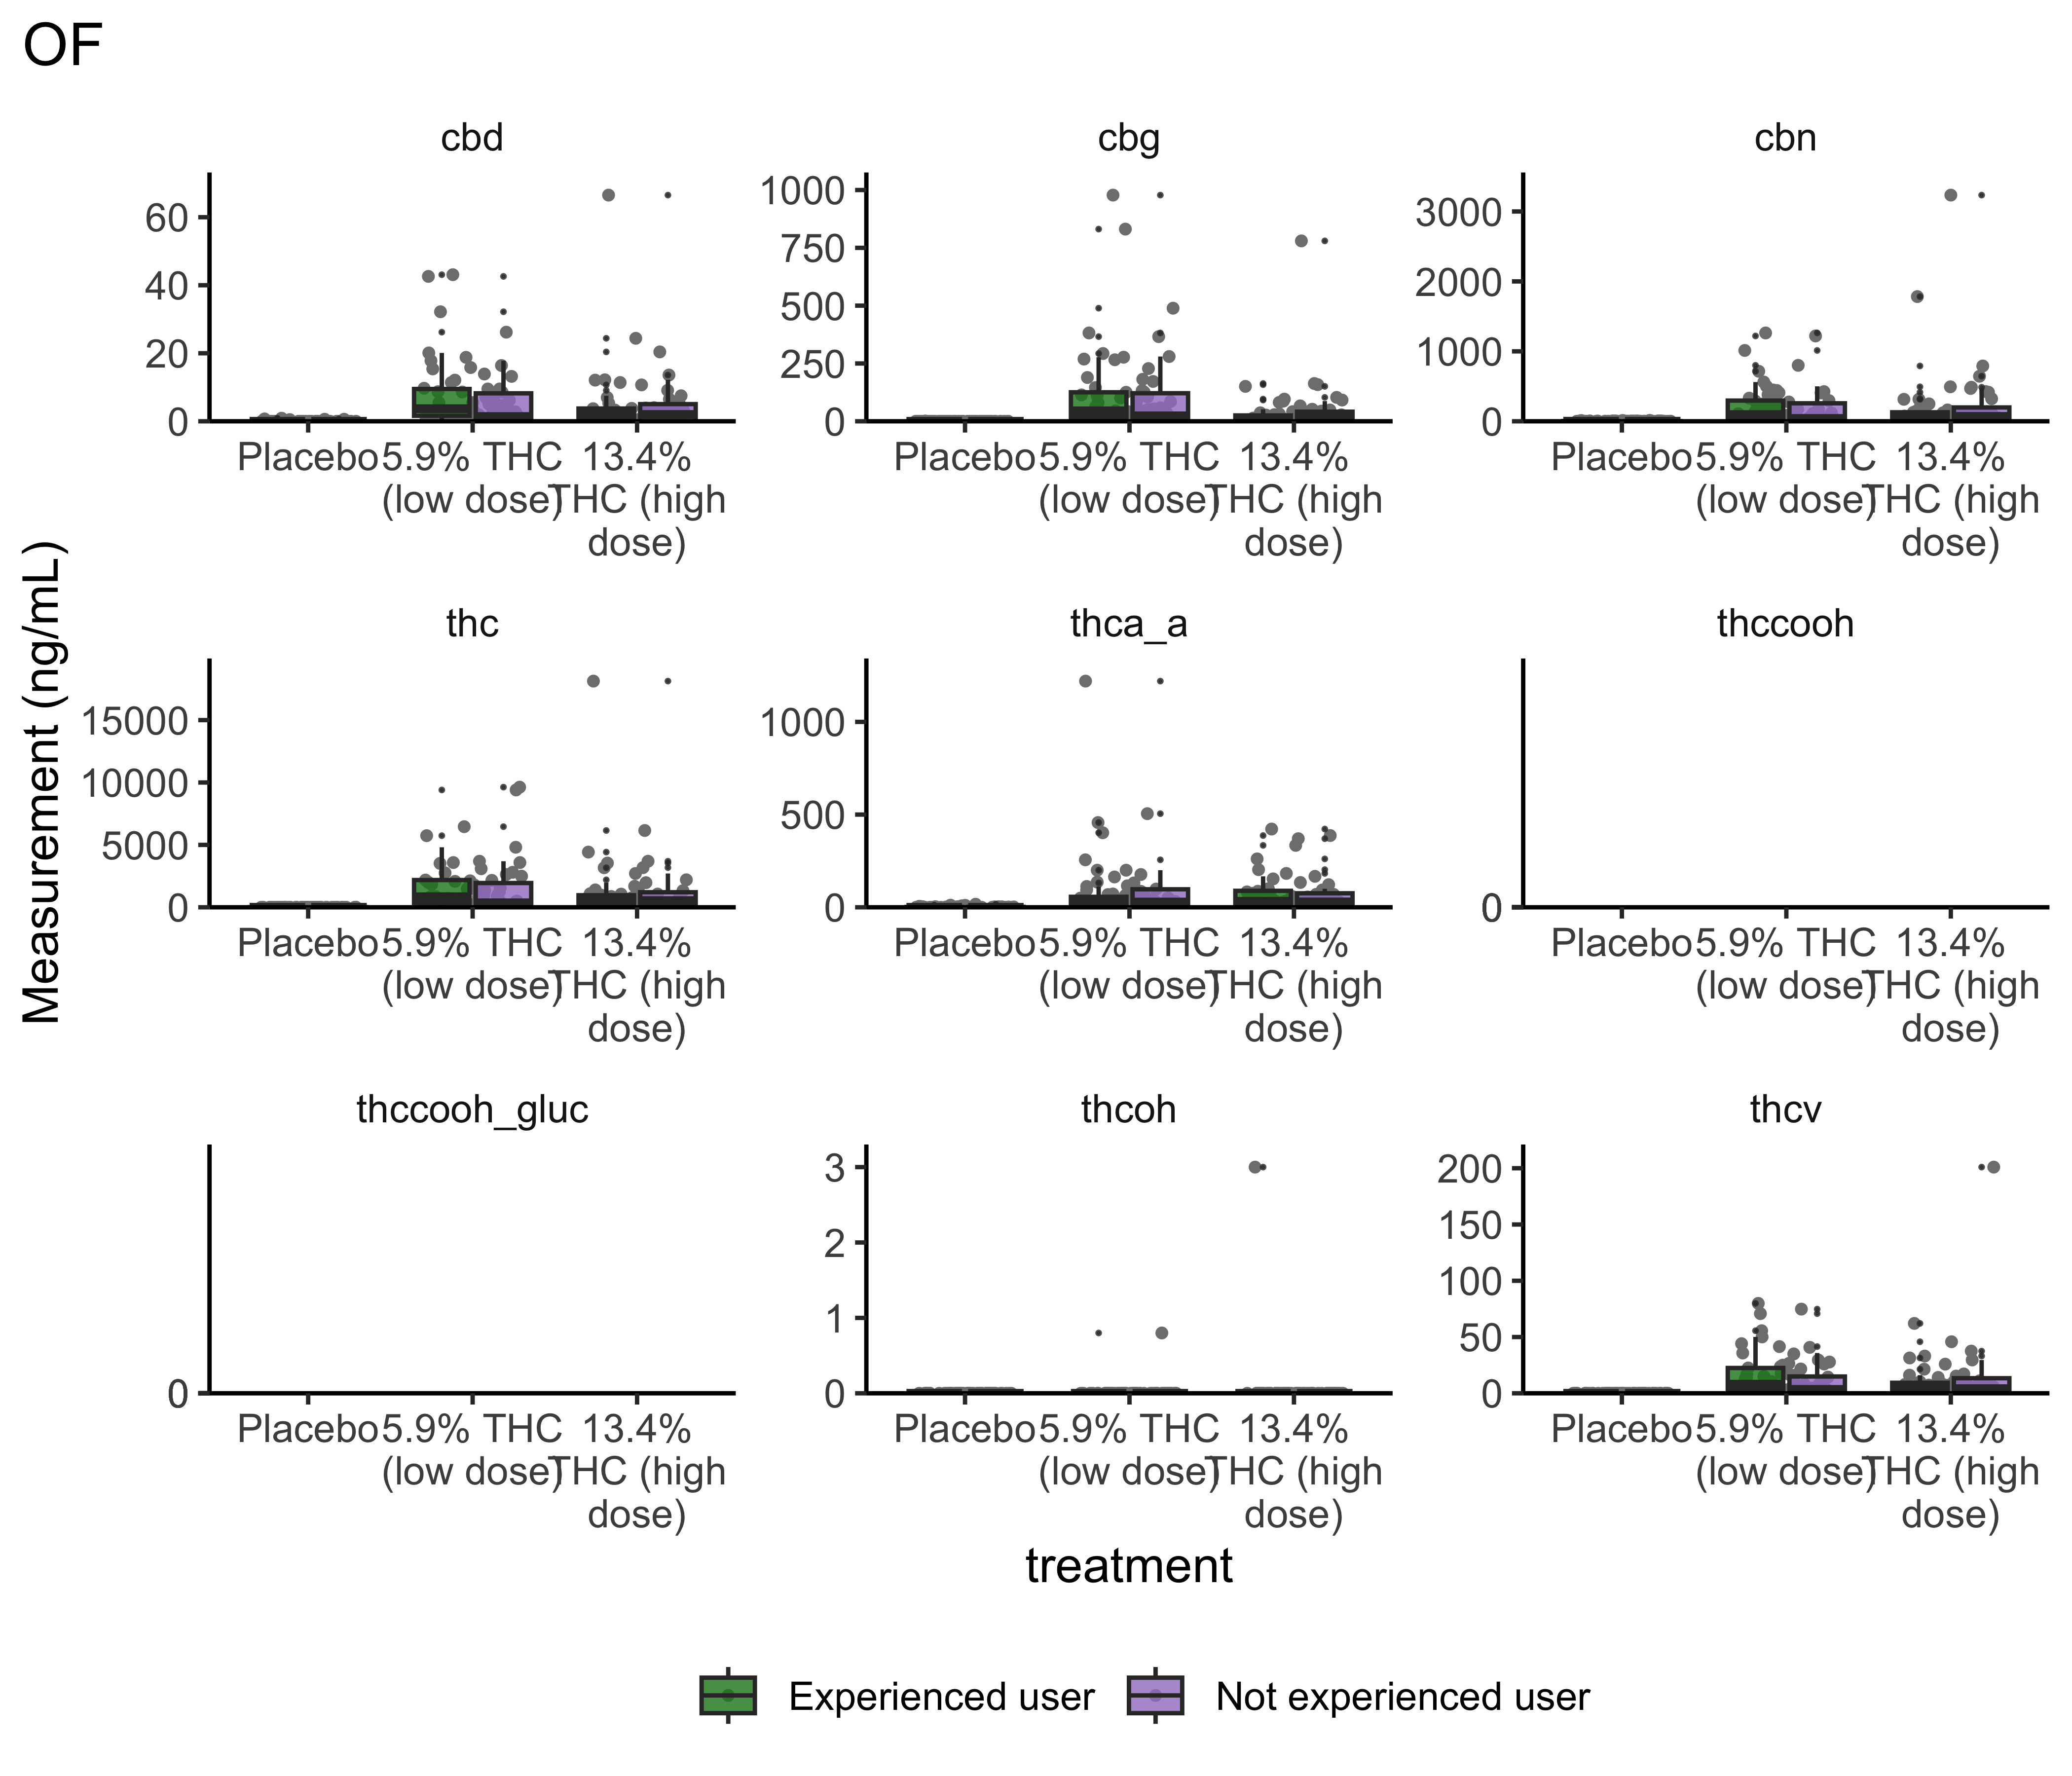 OF
cbd
cbg
cbn
60
40
20
0
1000
750
500
250
0
3000
2000
1000
0
Placebo 5.9% THC 13.4%
(low dose) THC (high
dose)
Placebo 5.9% THC 13.4%
(low dose) THC (high
dose)
Placebo 5.9% THC 13.4%
(low dose) THC (high
dose)
Measurement (ng/mL)
thc
thca_a
thccooh
15000
10000
5000
0
1000
500
0
0
Placebo 5.9% THC 13.4%
(low dose) THC (high
dose)
Placebo 5.9% THC 13.4%
(low dose) THC (high
dose)
Placebo 5.9% THC 13.4%
(low dose) THC (high
dose)
thccooh_gluc
thcoh
thcv
0
3
2
1
0
200
150
100
50
0
Placebo 5.9% THC 13.4%
(low dose) THC (high
dose)
Placebo 5.9% THC 13.4%
(low dose) THC (high
dose)
Placebo 5.9% THC 13.4%
(low dose) THC (high
dose)
treatment
Experienced user
Not experienced user